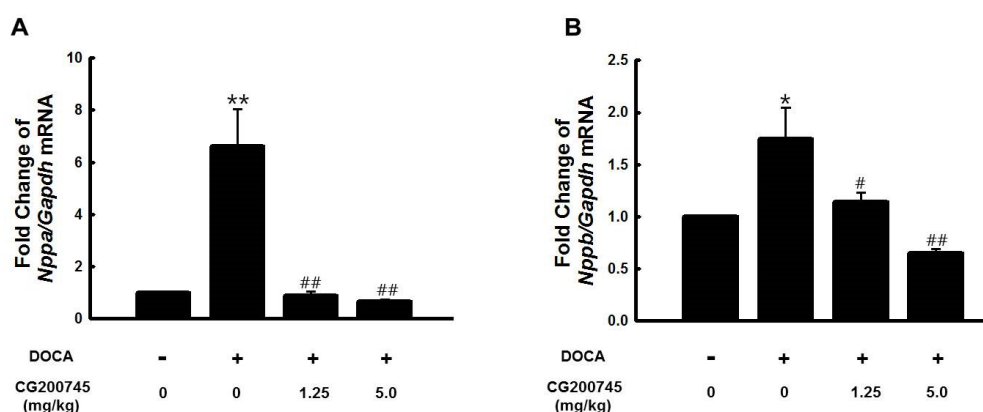 A
Fold Change of
Nppa/Gapdh mRNA
10
8
6
4
2
0
**
##
##
DOCA
-
+
+
+
CG200745
(mg/kg)
0
0
1.25
5.0
B
Fold Change of
Nppb/Gapdh mRNA
2.5
2.0
1.5
1.0
0.5
0.0
*
#
##
DOCA
-
+
+
+
CG200745
(mg/kg)
0
0
1.25
5.0